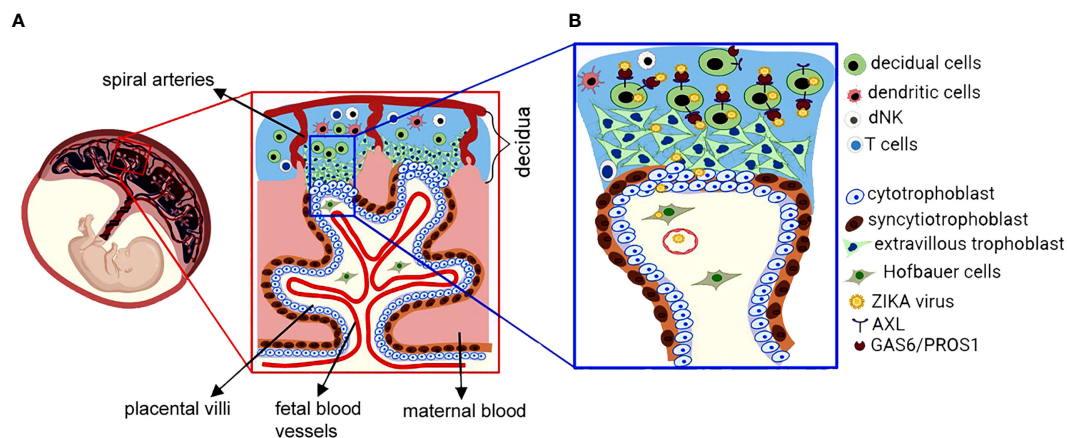 A
B
spiral arteries
decidua
placental villi
fetal blood
vessels
maternal blood
decidual cells
dendritic cells
dNK
T cells
cytotrophoblast
syncytiotrophoblast
extravillous trophoblast
Hofbauer cells
ZIKA virus
AXL
GAS6/PROS1